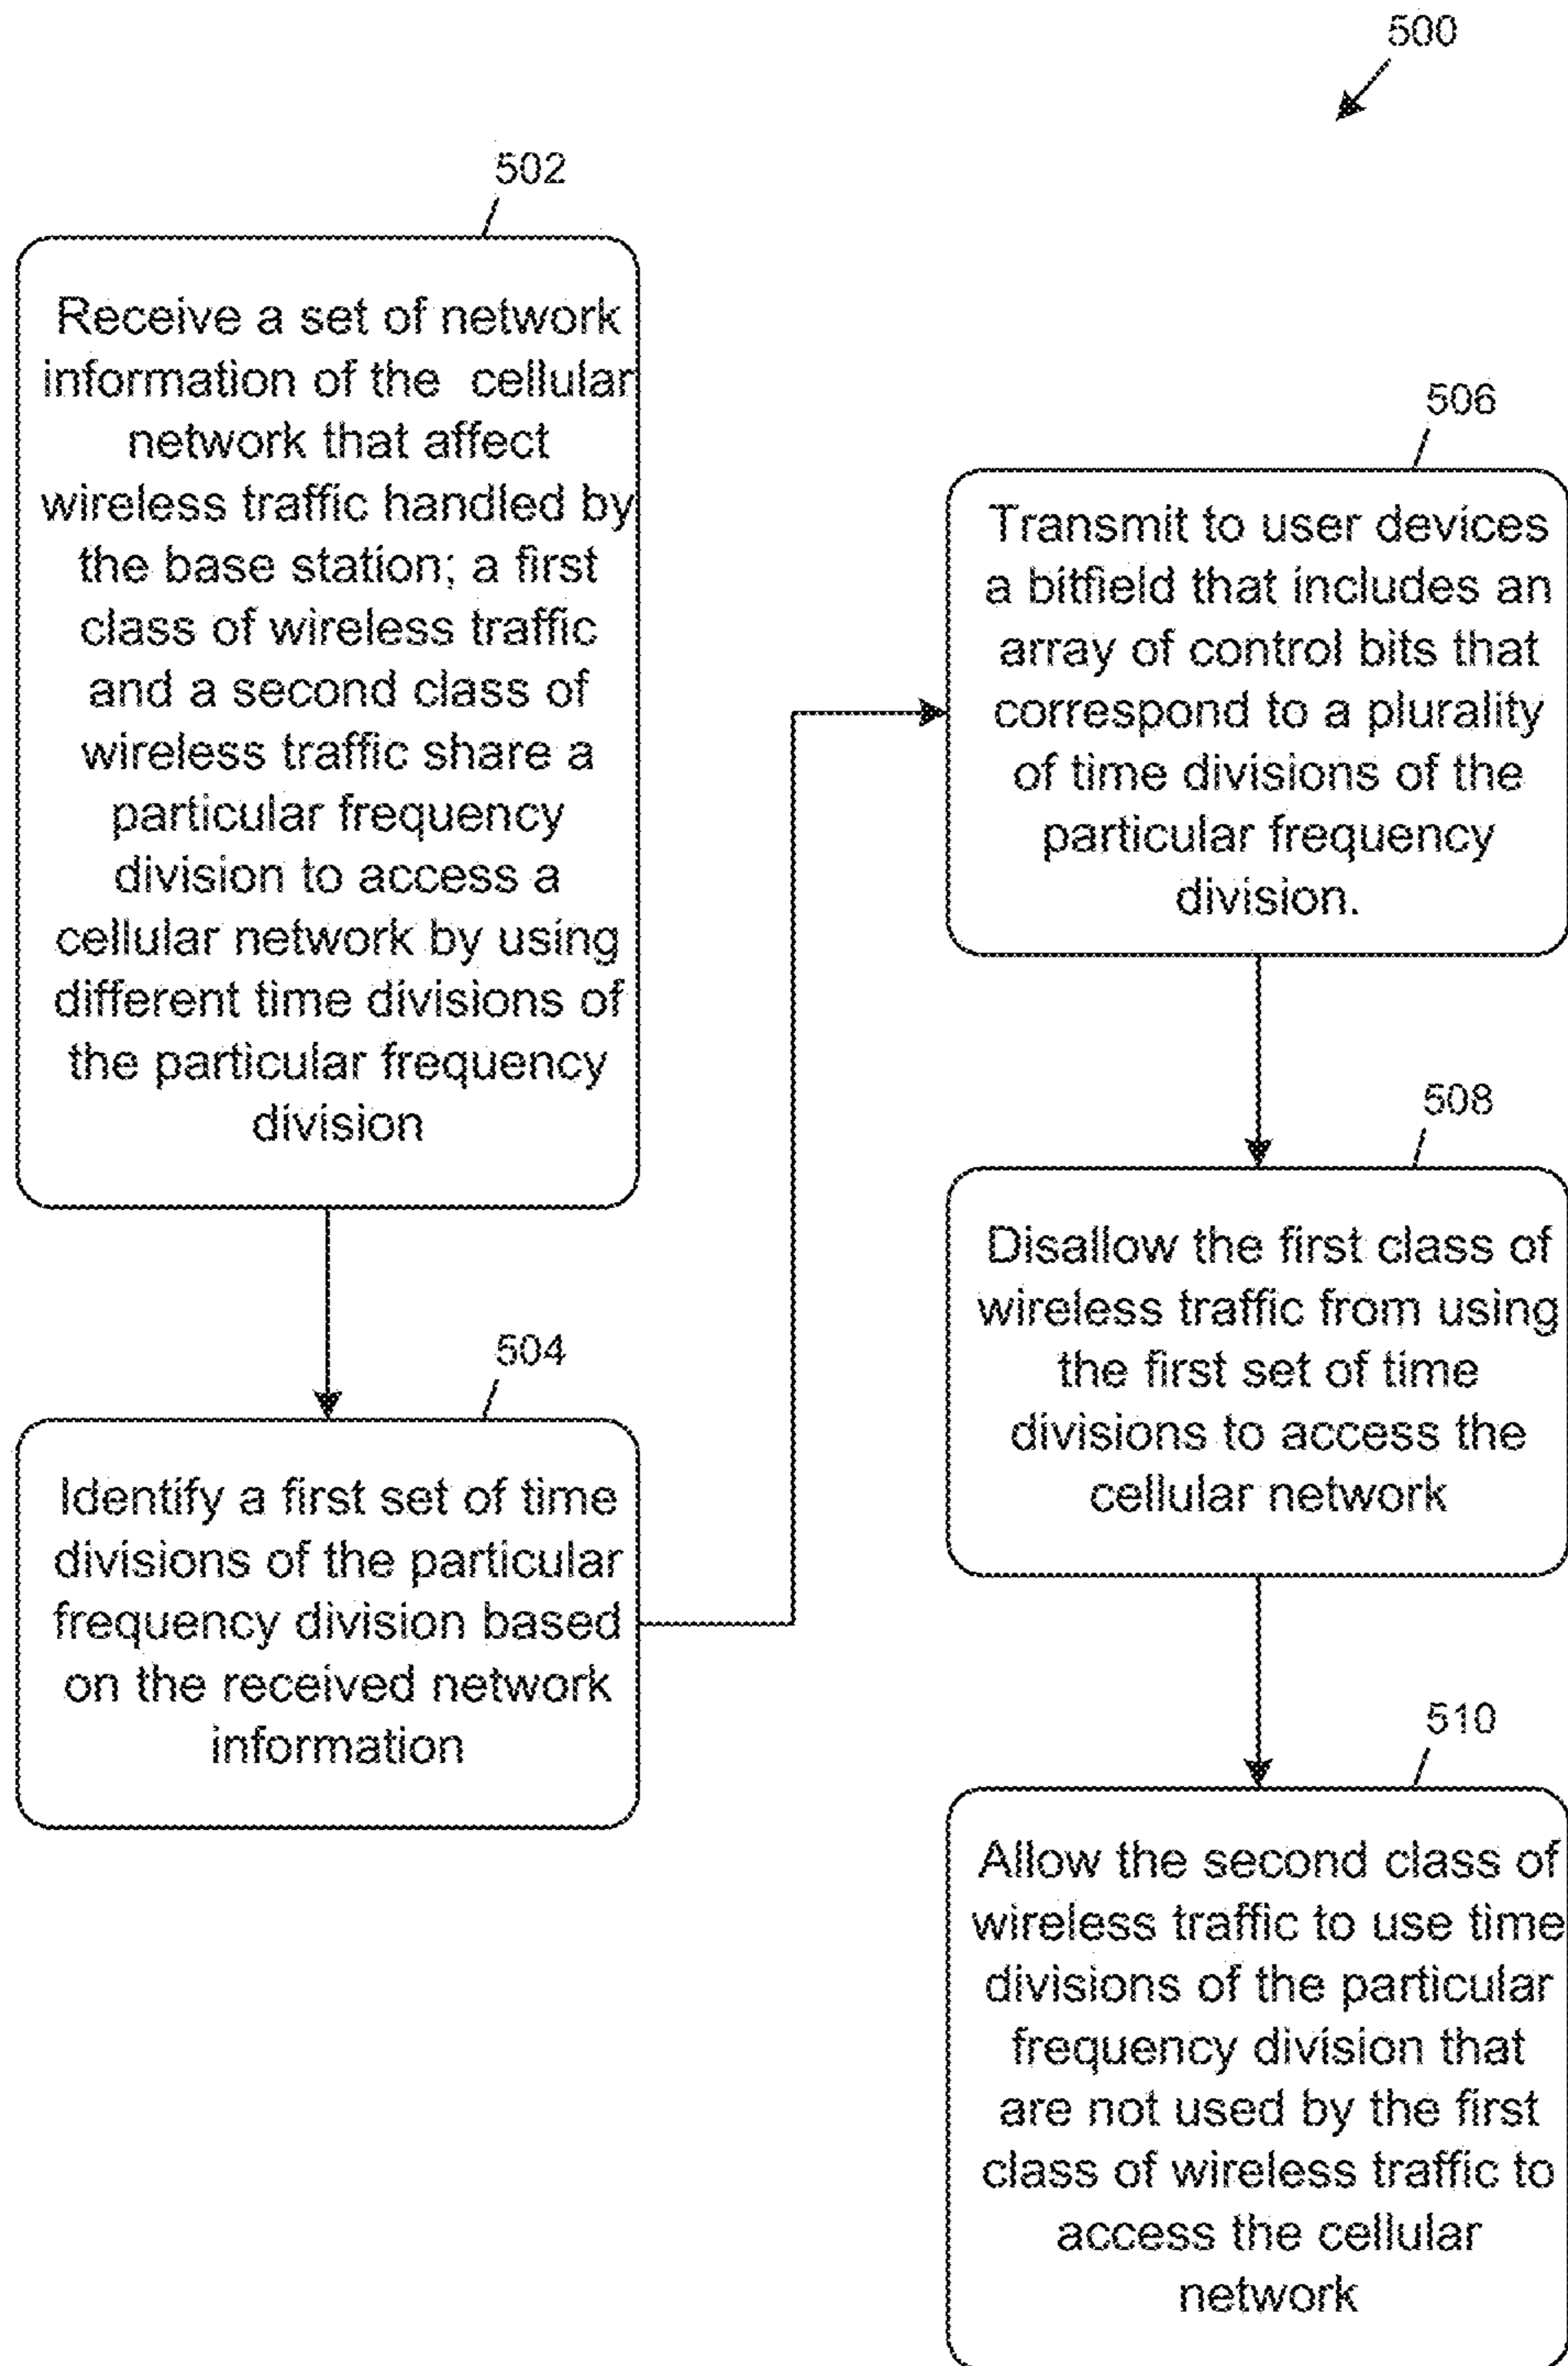 500
502
Receive a set of network
information of the cellular
network that affect
wireless traffic handled by
the base station; a first
class of wireless traffic
and a second class of
wireless traffic share a
particular frequency
division to access a
cellular network by using
different time divisions of
the particular frequency
division
504
Identify a first set of time
divisions of the particular
frequency division based
on the received network
information
506
Transmit to user devices
a bitfield that includes an
array of control bits that
correspond to a plurality
of time divisions of the
particular frequency
division.
508
Disallow the first class of
wireless traffic from using
the first set of time
divisions to access the
cellular network
510
Allow the second class of
wireless traffic to use time
divisions of the particular
frequency division that
are not used by the first
class of wireless traffic to
access the cellular
network